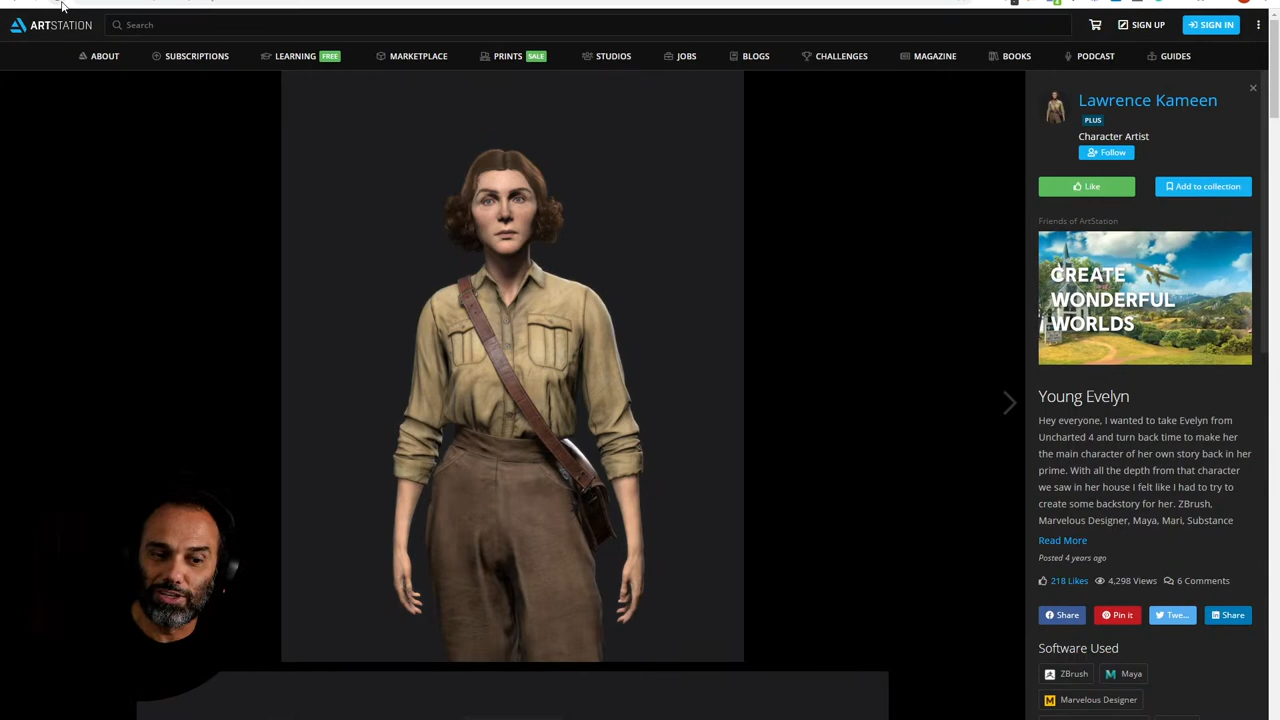 ARTSTATION
Search
SIGN UP
SIGN IN
ABOUT
SUBSCRIPTIONS
LEARNING FREE
MARKETPLACE
PRINTS SALE
STUDIOS
JOBS
BLOGS
CHALLENGES
MAGAZINE
BOOKS
PODCAST
GUIDES
Lawrence Kameen
PLUS
Character Artist
Follow
Like
Add to collection
Friends of ArtStation
CREATE
WONDERFUL
WORLDS
Young Evelyn
Hey everyone, I wanted to take Evelyn from
Uncharted 4 and turn back time to make her
the main character of her own story back in her
prime. With all the depth from that character
we saw in her house I felt like I had to try to
create some backstory for her. ZBrush,
Marvelous Designer, Maya, Mari, Substance
Read More
Posted 4 years ago
218 Likes 4,298 Views 6 Comments
Share
Pin it
Twe...
Share
Software Used
ZBrush
Maya
Marvelous Designer